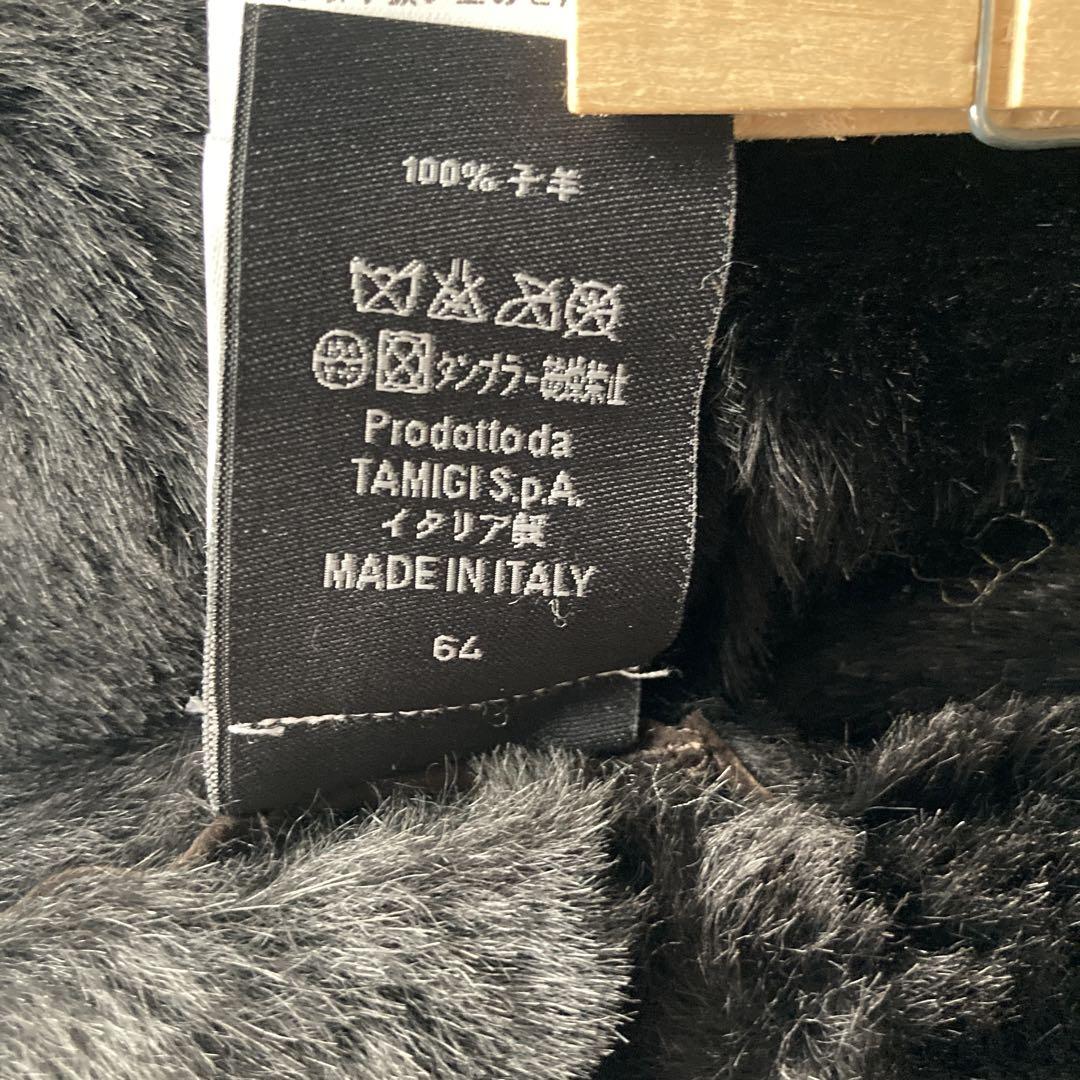 100% 子羊
タンブラー乾燥禁止
Prodotto da
TAMIGI S.p.A.
イタリア製
MADE IN ITALY
64